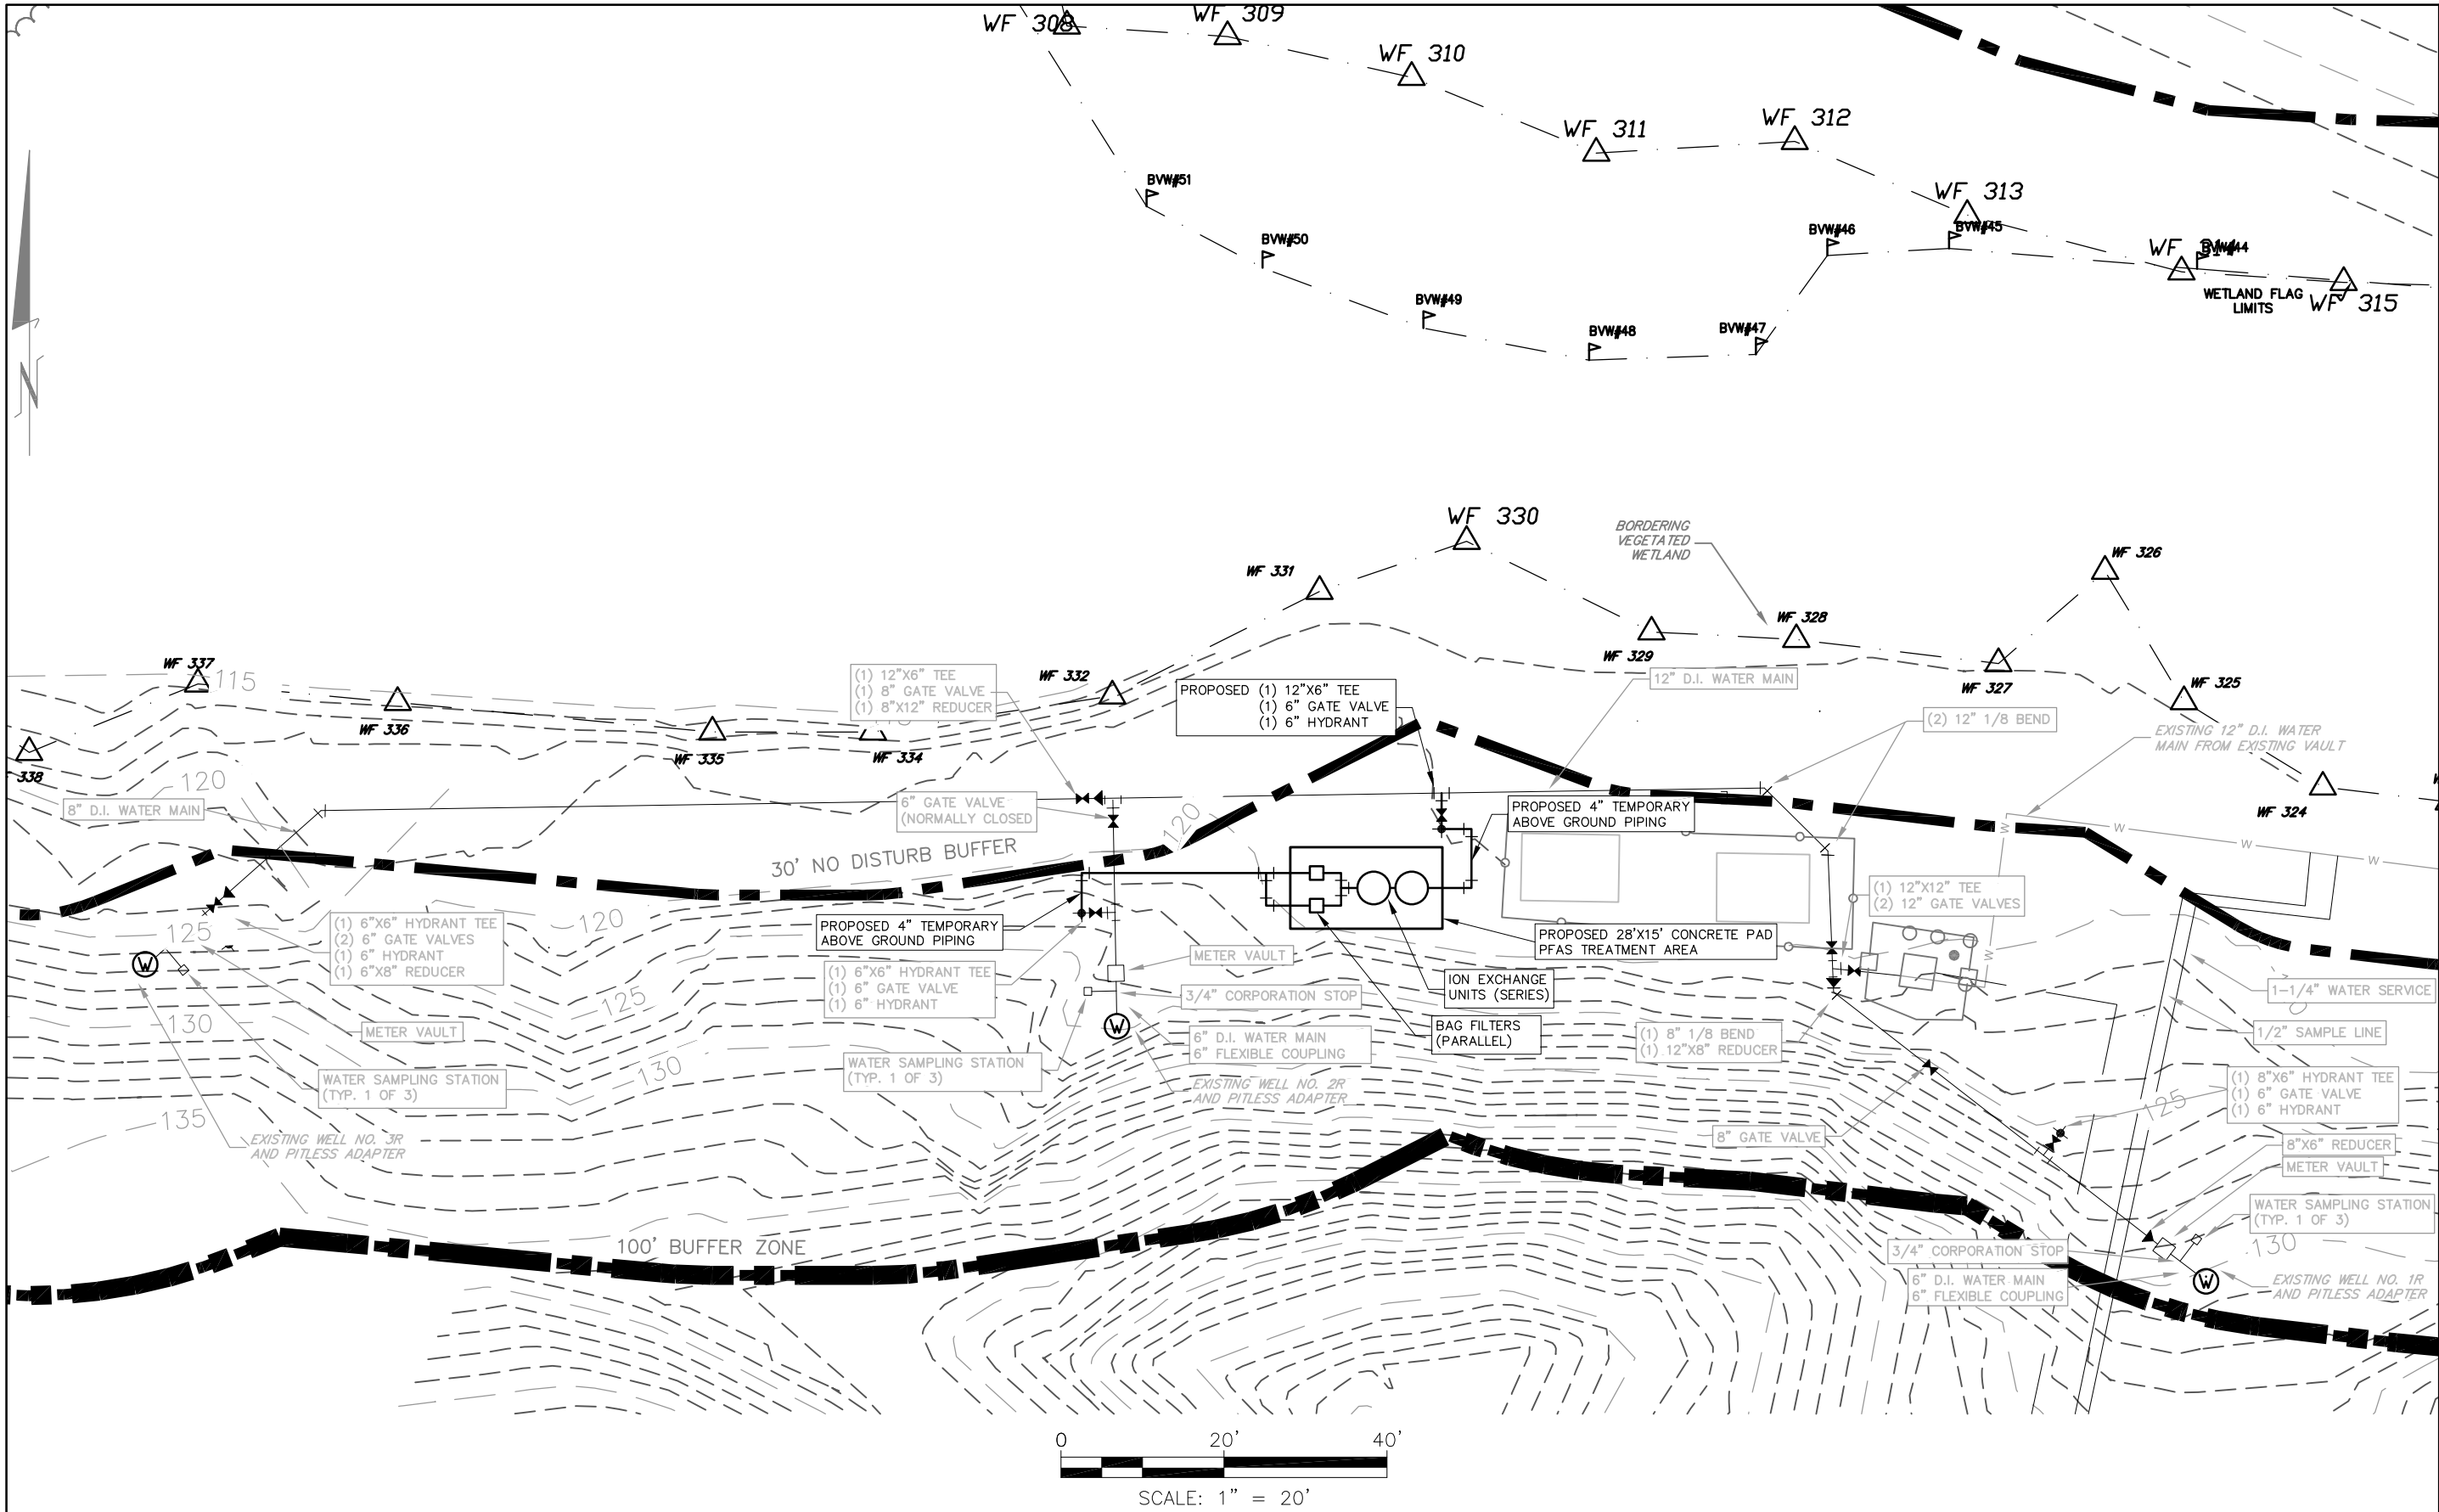 WF 308
WF 309
WF 310
WF 311
WF 312
WF 313
WF
WF 315
BVW#51
BVW#50
BVW#49
BVW#48
BVW#47
BVW#46
BVW#45
BVW#44
WETLAND FLAG
LIMITS
N
WF 330
BORDERING
VEGETATED
WETLAND
WF 331
WF 326
WF 328
WF 329
WF 327
WF 325
WF 337
115
WF 336
WF 332
WF 335
WF 334
338
WF 324
(1) 12"X6" TEE
(1) 8" GATE VALVE
(1) 8"X12" REDUCER
PROPOSED (1) 12"X6" TEE
(1) 6" GATE VALVE
(1) 6" HYDRANT
12" D.I. WATER MAIN
(2) 12" 1/8 BEND
EXISTING 12" D.I. WATER
MAIN FROM EXISTING VAULT
120
8" D.I. WATER MAIN
6" GATE VALVE
(NORMALLY CLOSED
120
PROPOSED 4" TEMPORARY
ABOVE GROUND PIPING
W
W
W
W
W
30' NO DISTURB BUFFER
(1) 12"X12" TEE
(2) 12" GATE VALVES
(1) 6"X6" HYDRANT TEE
(2) 6" GATE VALVES
(1) 6" HYDRANT
(1) 6"X8" REDUCER
120
125
PROPOSED 4" TEMPORARY
ABOVE GROUND PIPING
PROPOSED 28'X15' CONCRETE PAD
PFAS TREATMENT AREA
METER VAULT
W
(1) 6"X6" HYDRANT TEE
(1) 6" GATE VALVE
(1) 6" HYDRANT
ION EXCHANGE
UNITS (SERIES)
3/4" CORPORATION STOP
1-1/4" WATER SERVICE
125
130
METER VAULT
W
BAG FILTERS
(PARALLEL)
6" D.I. WATER MAIN
6" FLEXIBLE COUPLING
(1) 8" 1/8 BEND
(1) 12"X8" REDUCER
1/2" SAMPLE LINE
WATER SAMPLING STATION
(TYP. 1 OF 3)
130
WATER SAMPLING STATION
(TYP. 1 OF 3)
EXISTING WELL NO. 2R
AND PITLESS ADAPTER
(1) 8"X6" HYDRANT TEE
(1) 6" GATE VALVE
(1) 6" HYDRANT
125
135
EXISTING WELL NO. 3R
AND PITLESS ADAPTER
8" GATE VALVE
8"X6" REDUCER
METER VAULT
WATER SAMPLING STATION
(TYP. 1 OF 3)
130
100' BUFFER ZONE
3/4" CORPORATION STOP
6" D.I. WATER MAIN
6" FLEXIBLE COUPLING
W
EXISTING WELL NO. 1R
AND PITLESS ADAPTER
0 20' 40'
SCALE: 1" = 20'